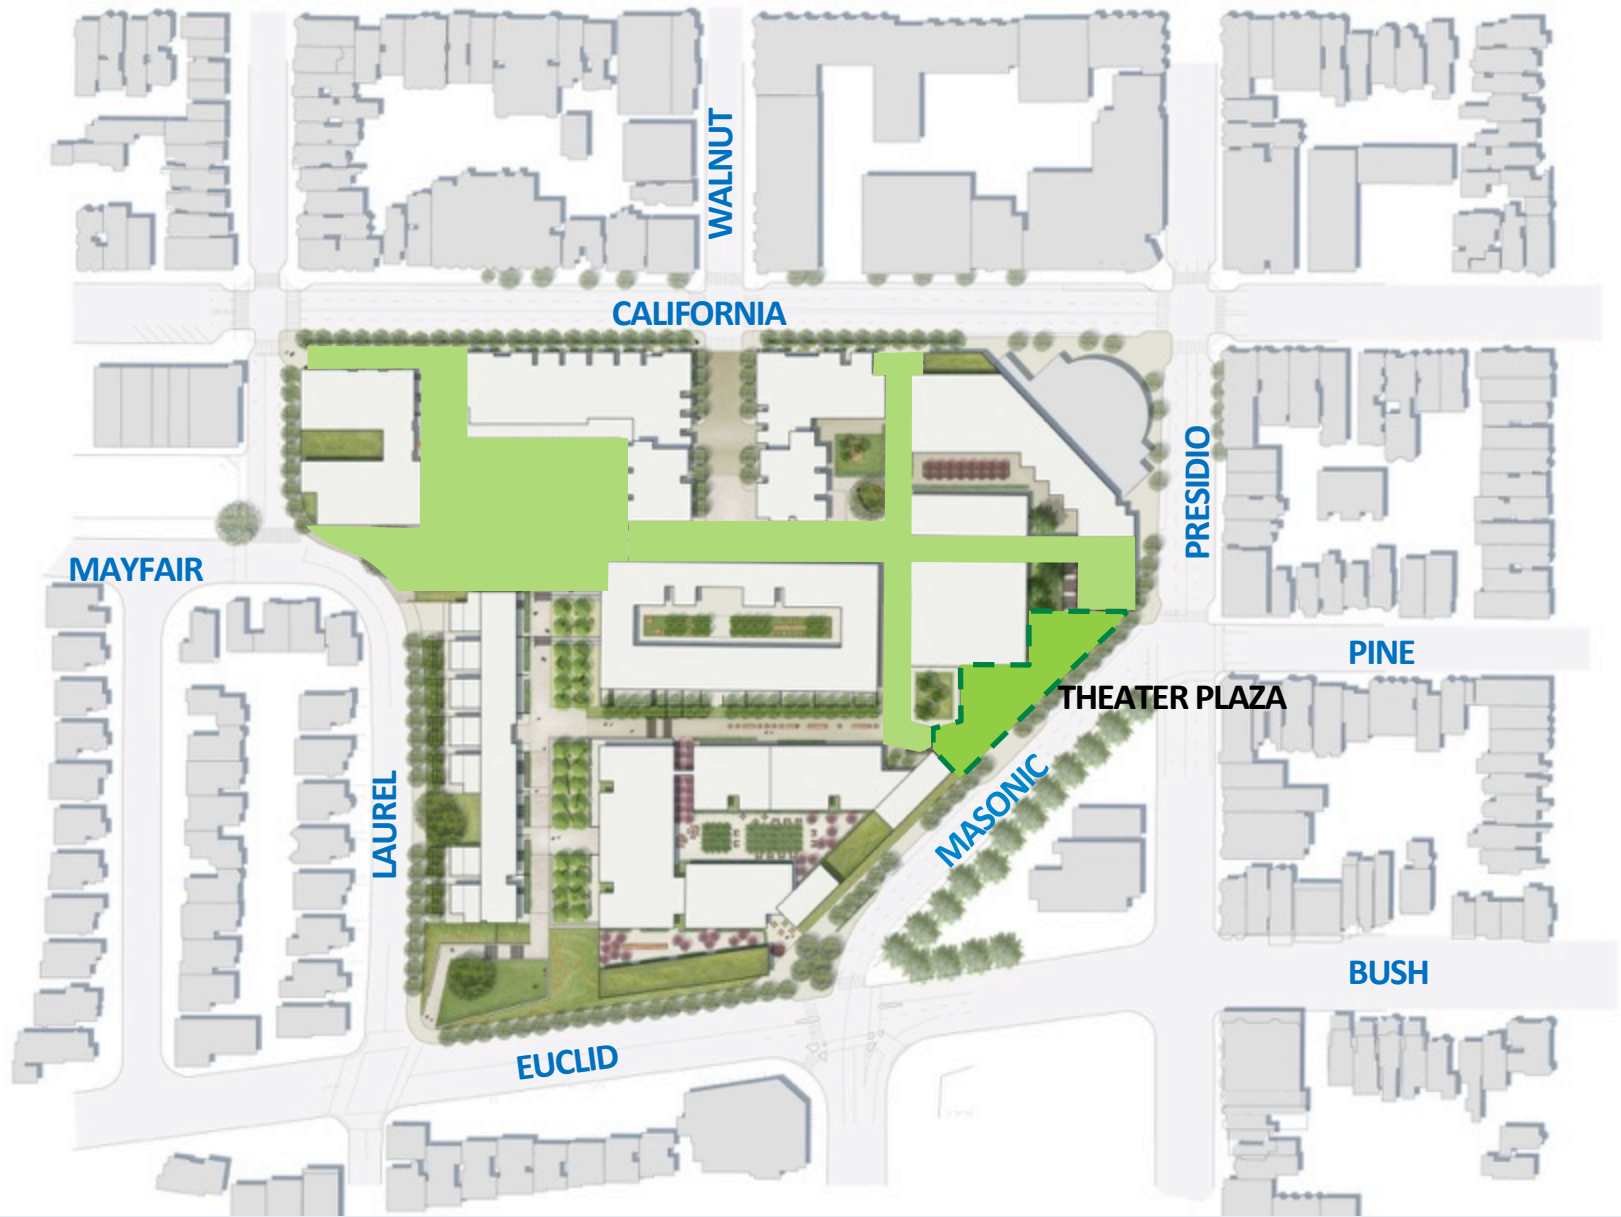 WALNUT
CALIFORNIA
PRESIDIO
MAYFAIR
PINE
THEATER PLAZA
LAUREL
MASONIC
BUSH
EUCLID